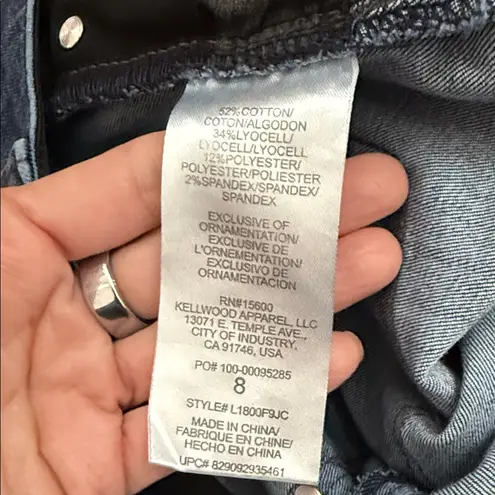 52%COTTON/
COTON/ALGODON
34%LYOCELL/
LYOCELL/LYOCELL
12%POLYESTER/
POLYESTER/POLIESTER
2%SPANDEX/SPANDEX/
SPANDEX
EXCLUSIVE OF
ORNAMENTATION/
EXCLUSIVE DE
L'ORNEMENTATION/
EXCLUSIVO DE
ORNAMENTACION
RN#15600
KELLWOOD APPAREL, LLC
13071 E. TEMPLE AVE.,
CITY OF INDUSTRY,
CA 91746, USA
PO# 100-00095285
8
STYLE# L1800F9JC
MADE IN CHINA/
FABRIQUE EN CHINE/
HECHO EN CHINA
UPC# 829092935461